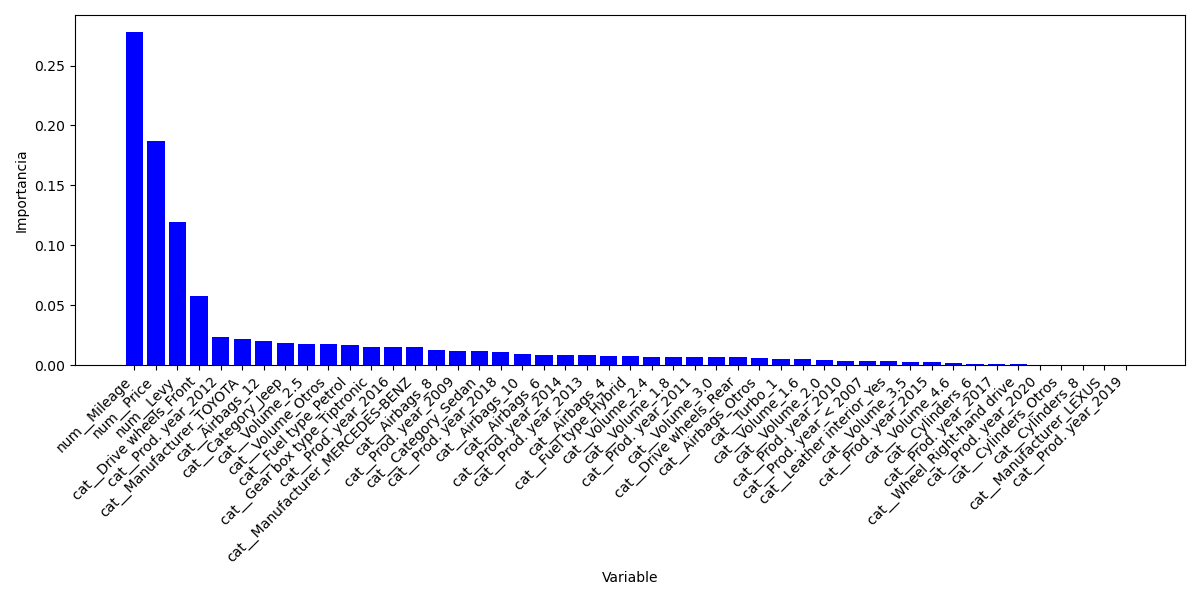 0.25
0.20
0.15
0.10
0.05
0.00
Importancia
num__Mileage
num__Price
num__Levy
cat__Drive wheels_Front
cat__Prod. year_2012
cat__Manufacturer_TOYOTA
cat__Airbags_12
cat__Category_Jeep
cat__Volume_2.5
cat__Volume_Otros
cat__Fuel type_Petrol
cat__Gear box type_Tiptronic
cat__Prod. year_2016
cat__Manufacturer_MERCEDES-BENZ
cat__Airbags_8
cat__Prod. year_2009
cat__Category_Sedan
cat__Prod. year_2018
cat__Airbags_10
cat__Airbags_6
cat__Prod. year_2014
cat__Prod. year_2013
cat__Airbags_4
cat__Fuel type_Hybrid
cat__Volume_2.4
cat__Volume_1.8
cat__Prod. year_2011
cat__Volume_3.0
cat__Drive wheels_Rear
cat__Airbags_Otros
cat__Turbo_1
cat__Volume_1.6
cat__Volume_2.0
cat__Prod. year_2010
cat__Prod. year_< 2007
cat__Leather interior_Yes
cat__Volume_3.5
cat__Prod. year_2015
cat__Volume_4.6
cat__Cylinders_6
cat__Prod. year_2017
cat__Wheel_Right-hand drive
cat__Prod. year_2020
cat__Cylinders_Otros
cat__Cylinders_8
cat__Manufacturer_LEXUS
cat__Prod. year_2019
Variable